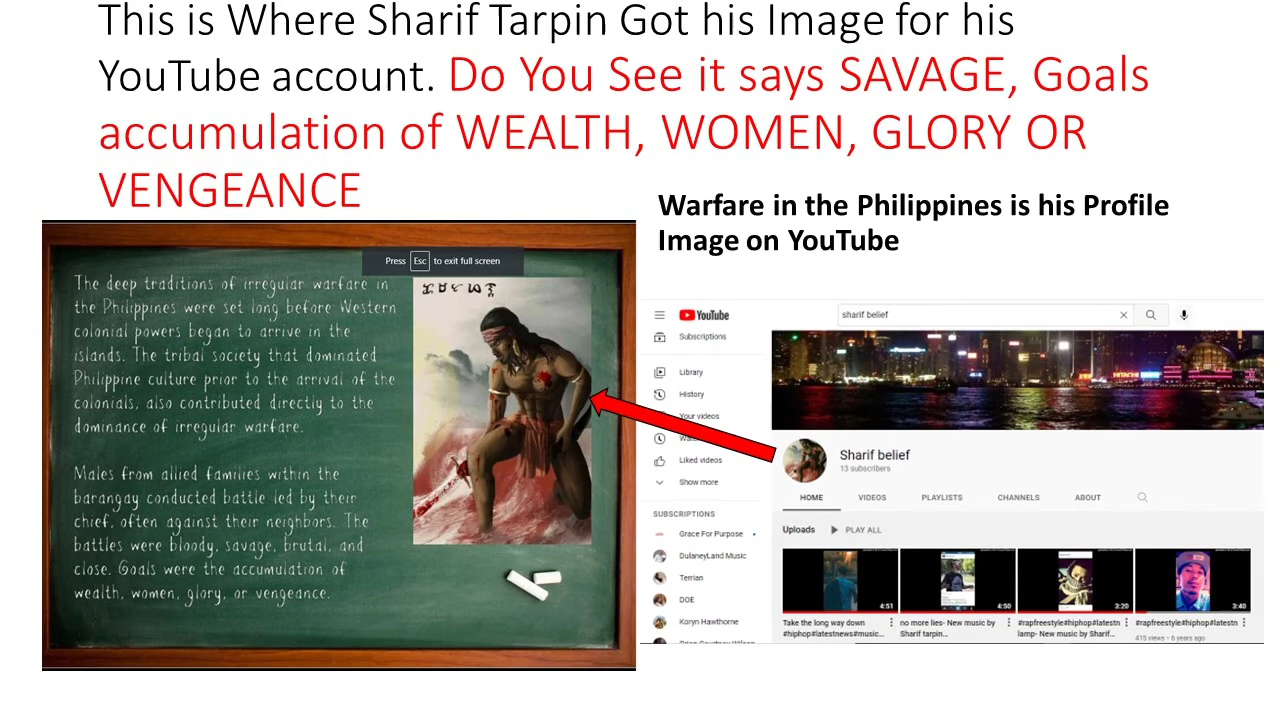 This is Where Sharif Tarpin Got his Image for his
YouTube account. Do You See it says SAVAGE, Goals
accumulation of WEALTH, WOMEN, GLORY OR
VENGEANCE
Warfare in the Philippines is his Profile
Image on YouTube
Press Esc to exit full screen
The deep traditions of irregular warfare in
the Philippines were set long before Western
colonial powers began to arrive in the
islands. The tribal society that dominated
Philippine culture prior to the arrival of the
colonials, also contributed directly to the
dominance of irregular warfare.
Males from allied families within the
barangay conducted battle led by their
chief, often against their neighbors. The
battles were bloody, savage, brutal, and
close. Goals were the accumulation of
wealth, women, glory, or vengeance.
YouTube
sharif belief
Subscriptions
Library
History
Your videos
Liked videos
Show more
SUBSCRIPTIONS
Grace For Purpose
DulaneyLand Music
Terrian
DOE
Koryn Hawthorne
HITACHI
Sharif belief
13 subscribers
HOME VIDEOS PLAYLISTS CHANNELS ABOUT
Uploads PLAY ALL
4:51 4:50 3:20 3:40
Take the long way down
#hiphop#latestnews#music...
no more lies- New music by
Sharif tarpin...
#rapfreestyle#hiphop#latestn
lamp- New music by Sharif...
#rapfreestyle#hiphop#latestn
415 views • 6 years ago